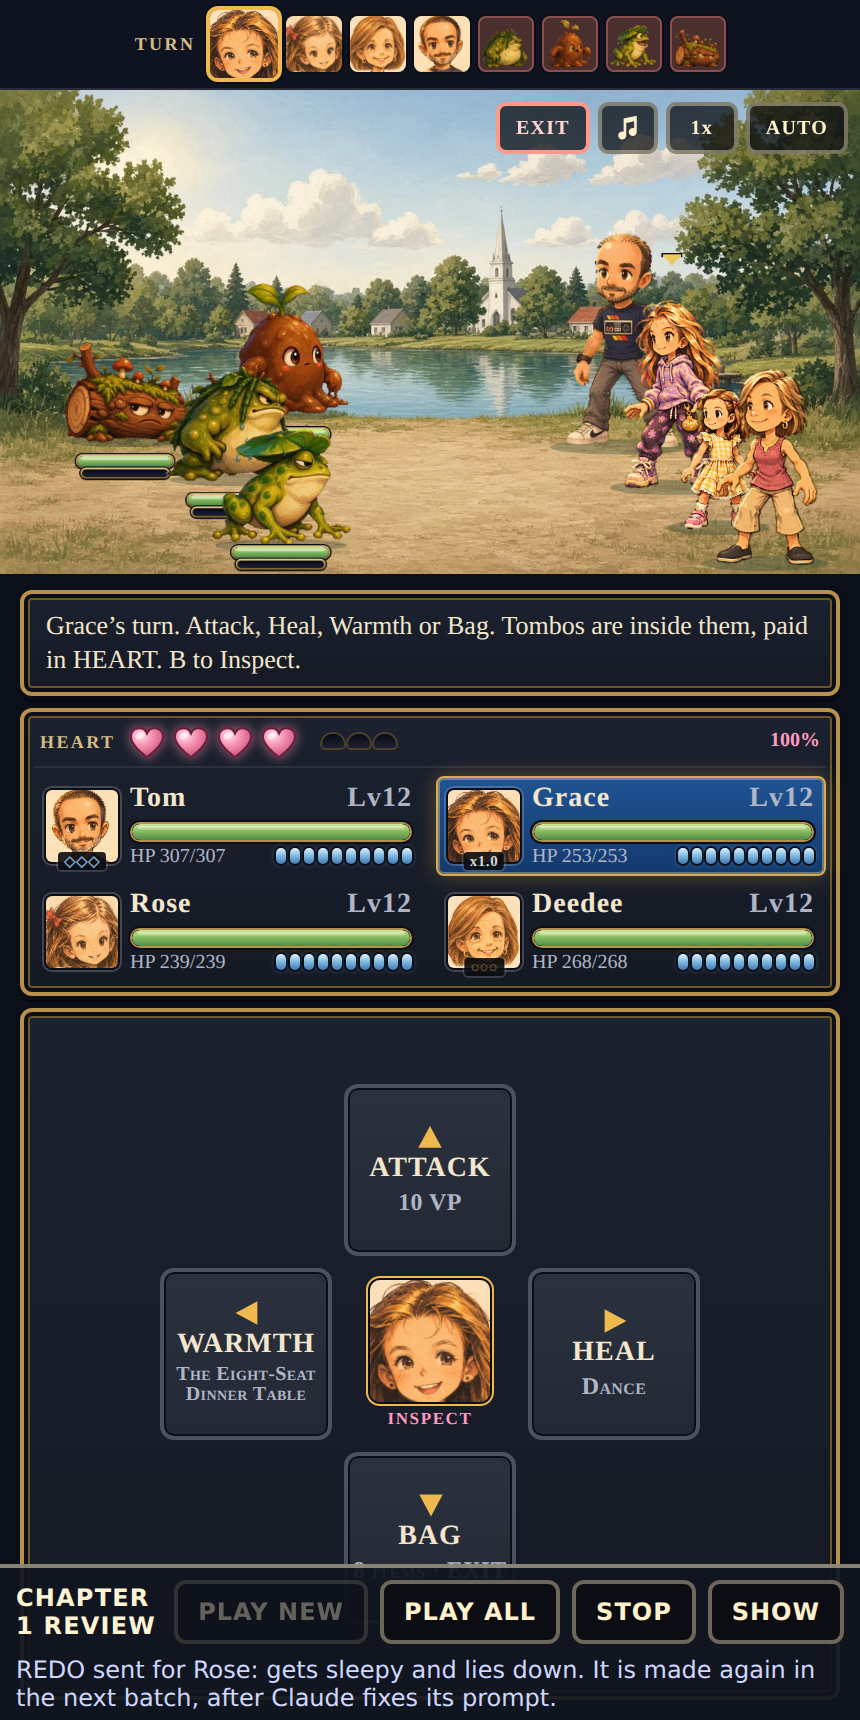 TURN
EXIT
1x
AUTO
Grace’s turn. Attack, Heal, Warmth or Bag. Tombos are inside them, paid
in HEART. B to Inspect.
HEART
100%
Tom Lv12
HP 307/307
Grace Lv12
x1.0
HP 253/253
Rose Lv12
HP 239/239
Deedee Lv12
HP 268/268
ATTACK
10 VP
WARMTH
The Eight-Seat
Dinner Table
INSPECT
HEAL
Dance
BAG
8 items · EXIT
CHAPTER
1 REVIEW
PLAY NEW
PLAY ALL
STOP
SHOW
REDO sent for Rose: gets sleepy and lies down. It is made again in
the next batch, after Claude fixes its prompt.